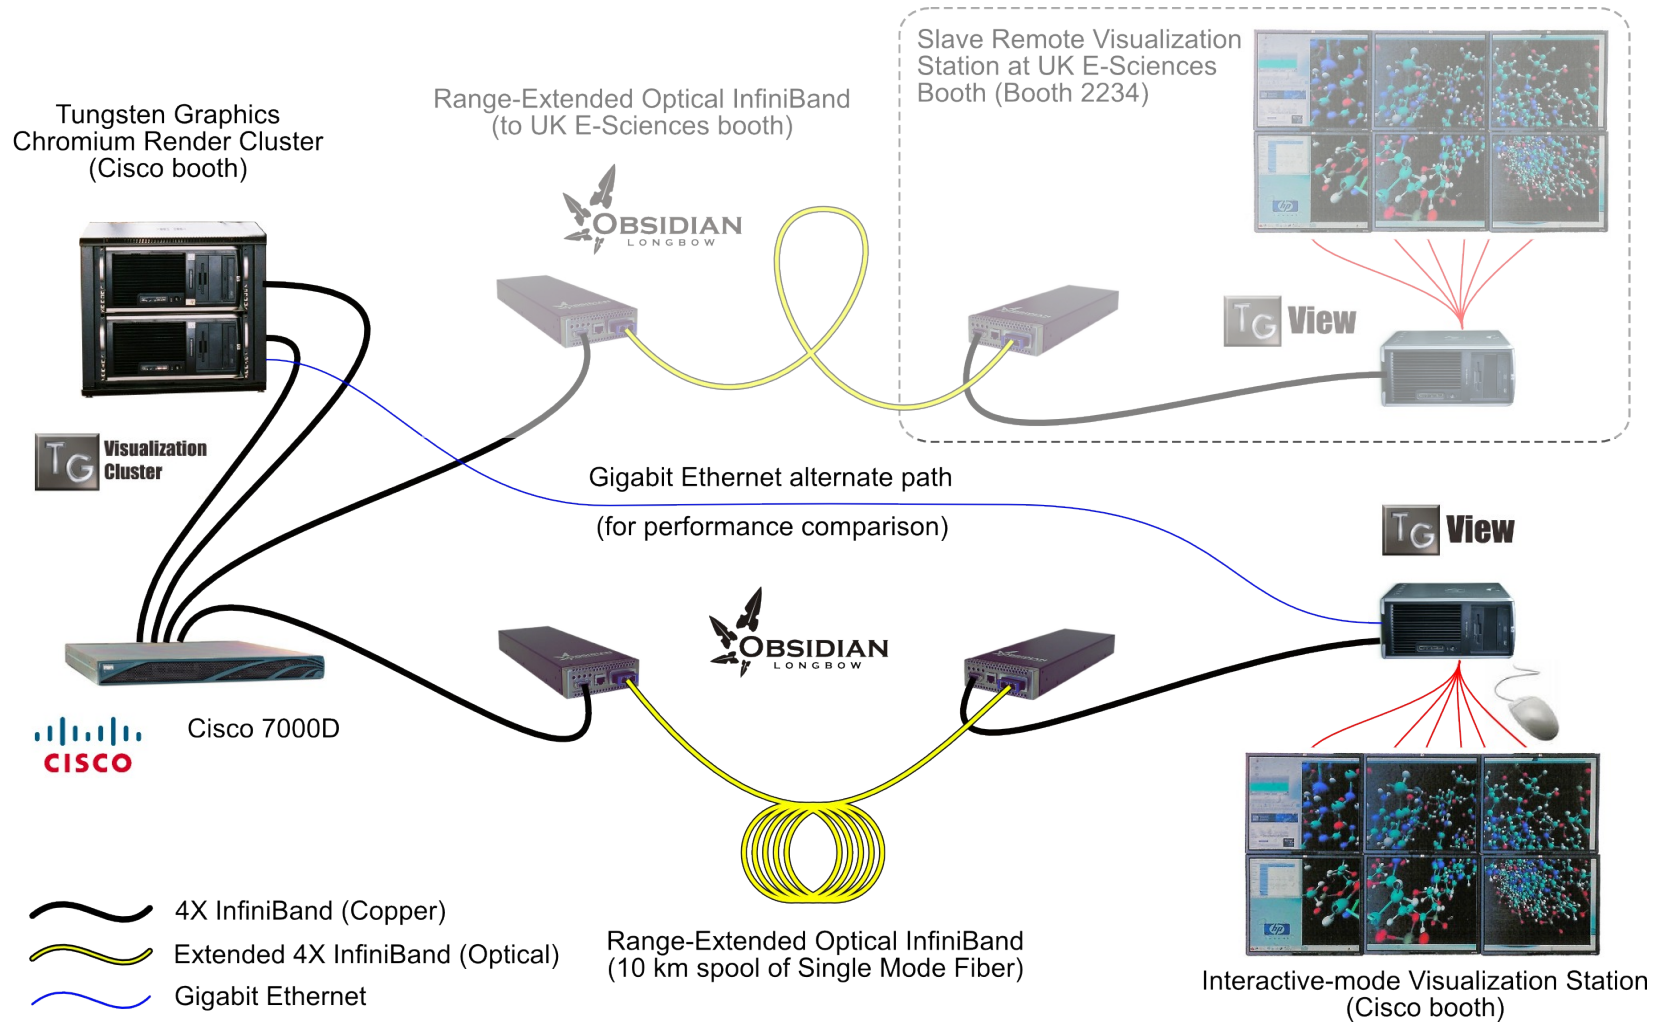 Slave Remote Visualization
Station at UK E-Sciences
Booth (Booth 2234)
Range-Extended Optical InfiniBand
(to UK E-Sciences booth)
Tungsten Graphics
Chromium Render Cluster
(Cisco booth)
OBSIDIAN
LONGBOW
hp
TG View
TG Visualization
Cluster
Gigabit Ethernet alternate path
(for performance comparison)
TG View
OBSIDIAN
LONGBOW
Cisco 7000D
CISCO
hp
4X InfiniBand (Copper)
Extended 4X InfiniBand (Optical)
Gigabit Ethernet
Range-Extended Optical InfiniBand
(10 km spool of Single Mode Fiber)
Interactive-mode Visualization Station
(Cisco booth)